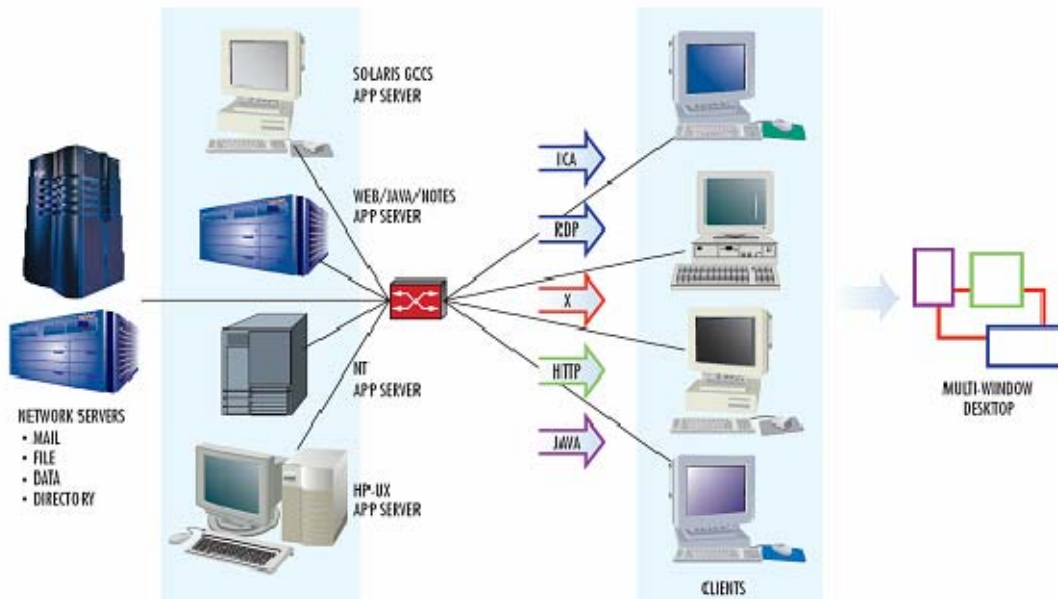 SOLARIS GCCS
APP SERVER
WEB/JAVA/NOTES
APP SERVER
NT
APP SERVER
HP-UX
APP SERVER
NETWORK SERVERS
• MAIL
• FILE
• DATA
• DIRECTORY
ICA
RDP
X
HTTP
JAVA
CLIENTS
MULTI-WINDOW
DESKTOP